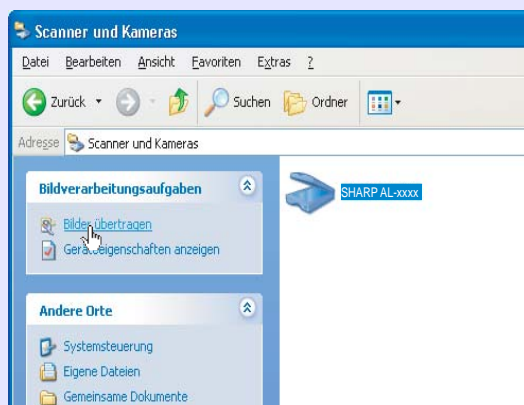 Scanner und Kameras
Datei Bearbeiten Ansicht Favoriten Extras ?
Zurück Suchen Ordner
Adresse Scanner und Kameras
Bildverarbeitungsaufgaben
SHARP AL-xxxx
Bilder übertragen
Geräteeigenschaften anzeigen
Andere Orte
Systemsteuerung
Eigene Dateien
Gemeinsame Dokumente